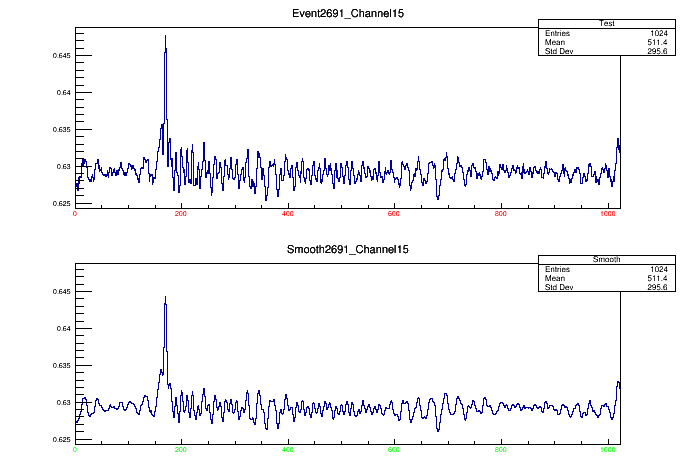 Event2691_Channel15
Test
Entries 1024
Mean 511.4
Std Dev 295.6
0.645
0.64
0.635
0.63
0.625
0 200 400 600 800 1000
Smooth2691_Channel15
Smooth
Entries 1024
Mean 511.4
Std Dev 295.6
0.645
0.64
0.635
0.63
0.625
0 200 400 600 800 1000